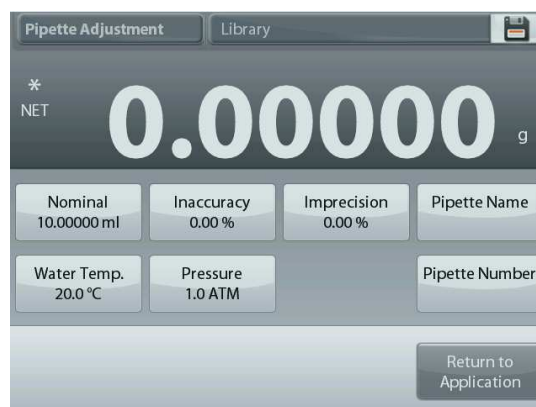 Pipette Adjustment
Library
*
NET
0.00000 g
Nominal
10.00000 ml
Inaccuracy
0.00 %
Imprecision
0.00 %
Pipette Name
Water Temp.
20.0 °C
Pressure
1.0 ATM
Pipette Number
Return to
Application